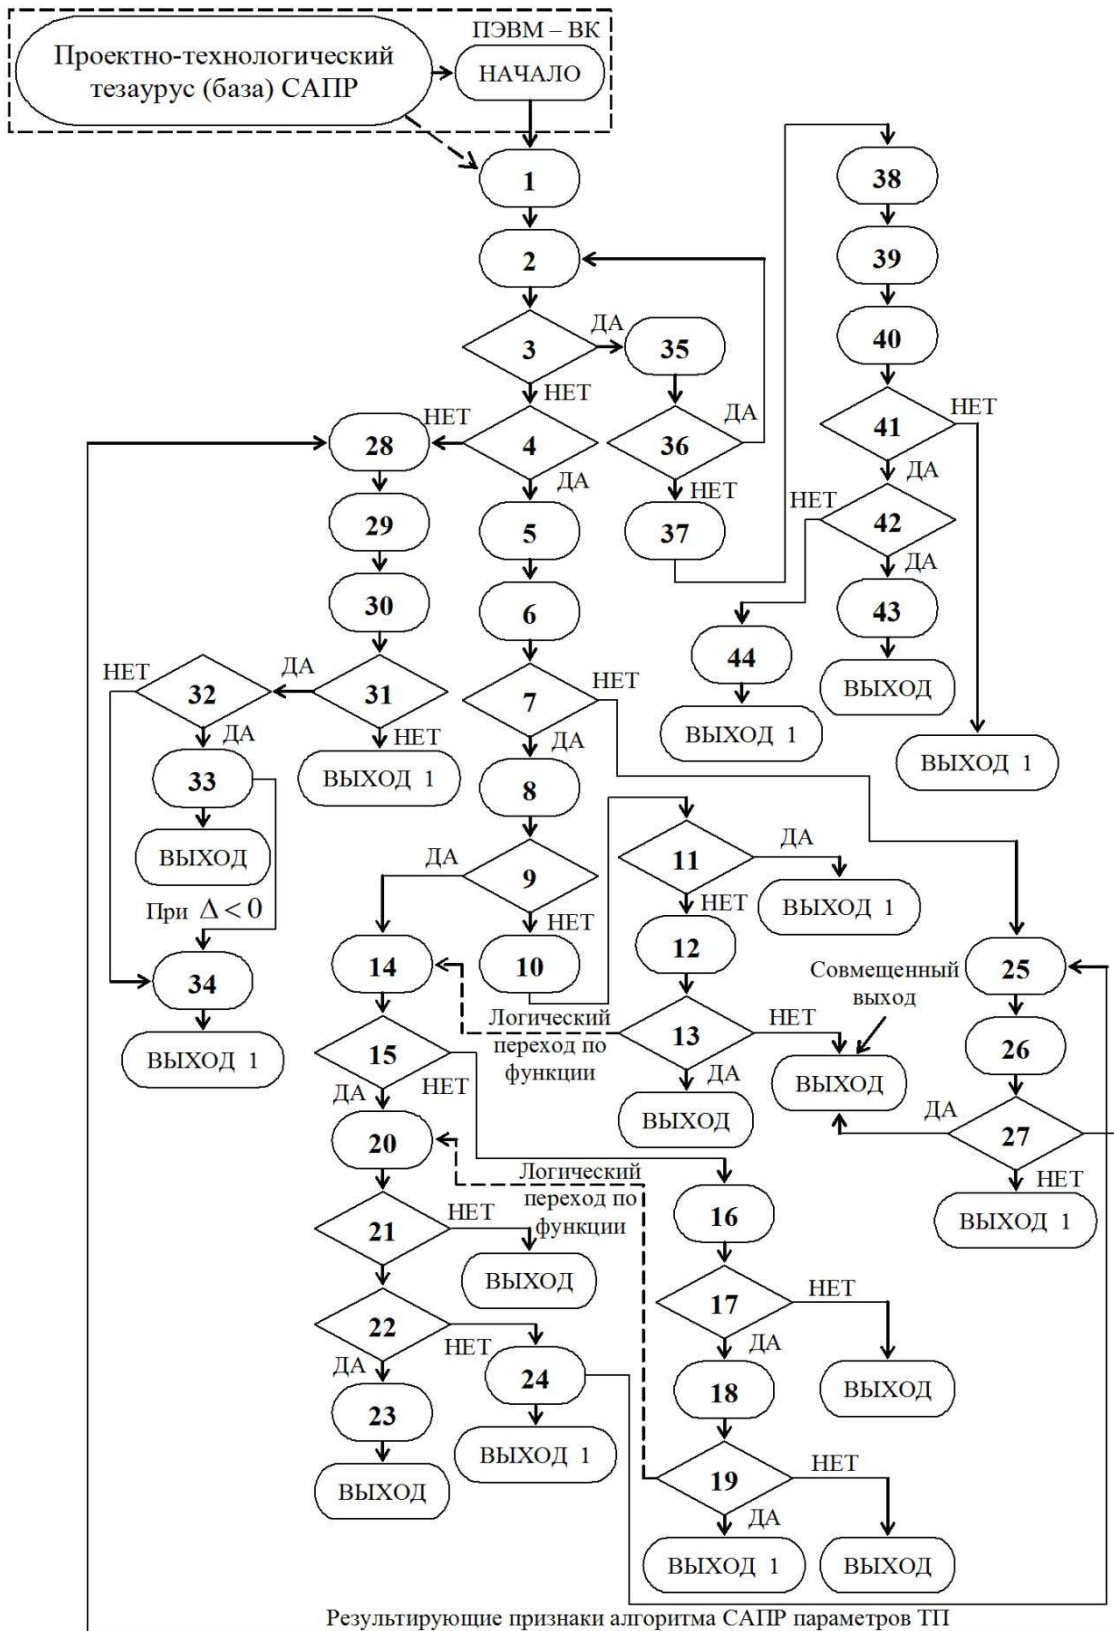 ПЭВМ – ВК
Проектно-технологический
тезаурус (база) САПР
НАЧАЛО
1
2
3
ДА
35
НЕТ
4
НЕТ
ДА
36
ДА
НЕТ
37
38
39
40
41
НЕТ
ДА
42
НЕТ
ДА
43
ВЫХОД
44
ВЫХОД 1
ВЫХОД 1
28
29
30
31
ДА
НЕТ
ВЫХОД 1
32
НЕТ
ДА
33
ВЫХОД
При Δ < 0
34
ВЫХОД 1
5
6
7
НЕТ
ДА
8
9
ДА
НЕТ
10
11
ДА
ВЫХОД 1
НЕТ
12
13
НЕТ
ДА
ВЫХОД
Логический
переход по
функции
Совмещенный
выход
ВЫХОД
25
26
27
ДА
НЕТ
ВЫХОД 1
14
15
ДА
НЕТ
20
Логический
переход по
функции
21
НЕТ
ВЫХОД
22
НЕТ
ДА
23
ВЫХОД
24
ВЫХОД 1
16
17
НЕТ
ДА
ВЫХОД
18
19
НЕТ
ДА
ВЫХОД 1
ВЫХОД
Результирующие признаки алгоритма САПР параметров ТП